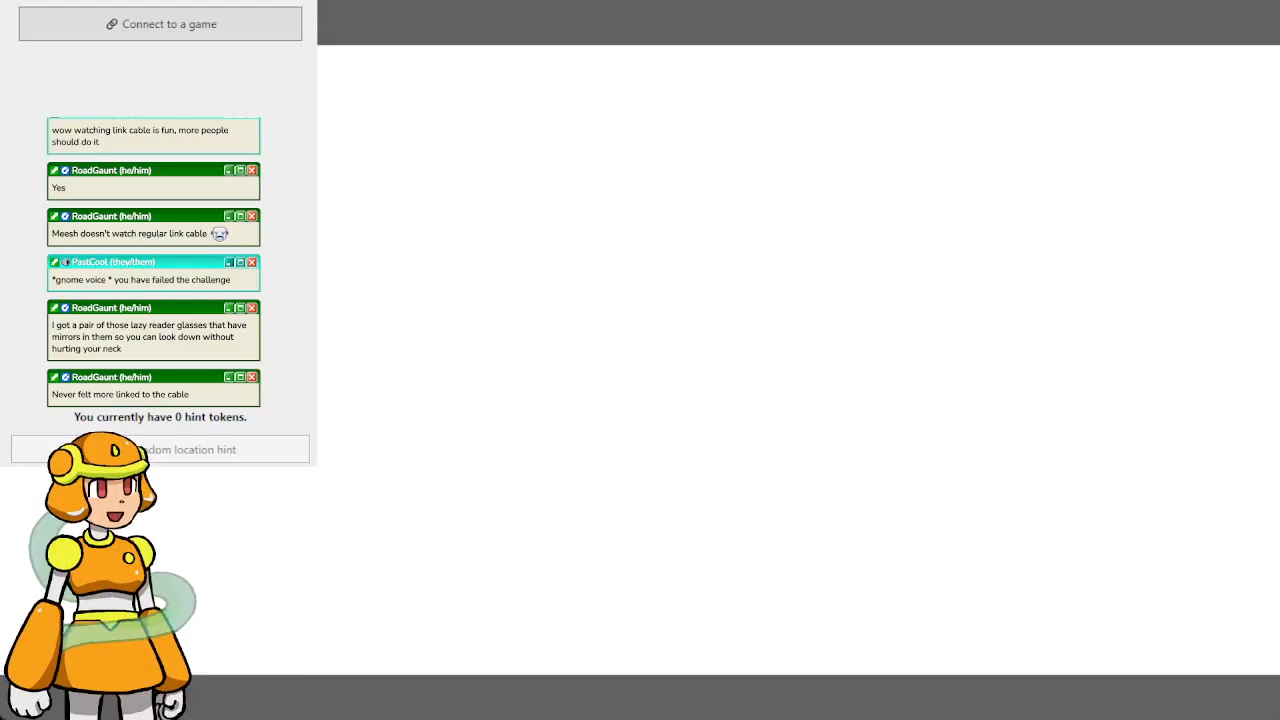 Connect to a game
wow watching link cable is fun, more people
should do it
RoadGaunt (he/him)
Yes
RoadGaunt (he/him)
Meesh doesn't watch regular link cable
PastCool (they/them)
*gnome voice * you have failed the challenge
RoadGaunt (he/him)
I got a pair of those lazy reader glasses that have
mirrors in them so you can look down without
hurting your neck
RoadGaunt (he/him)
Never felt more linked to the cable
You currently have 0 hint tokens.
location hint